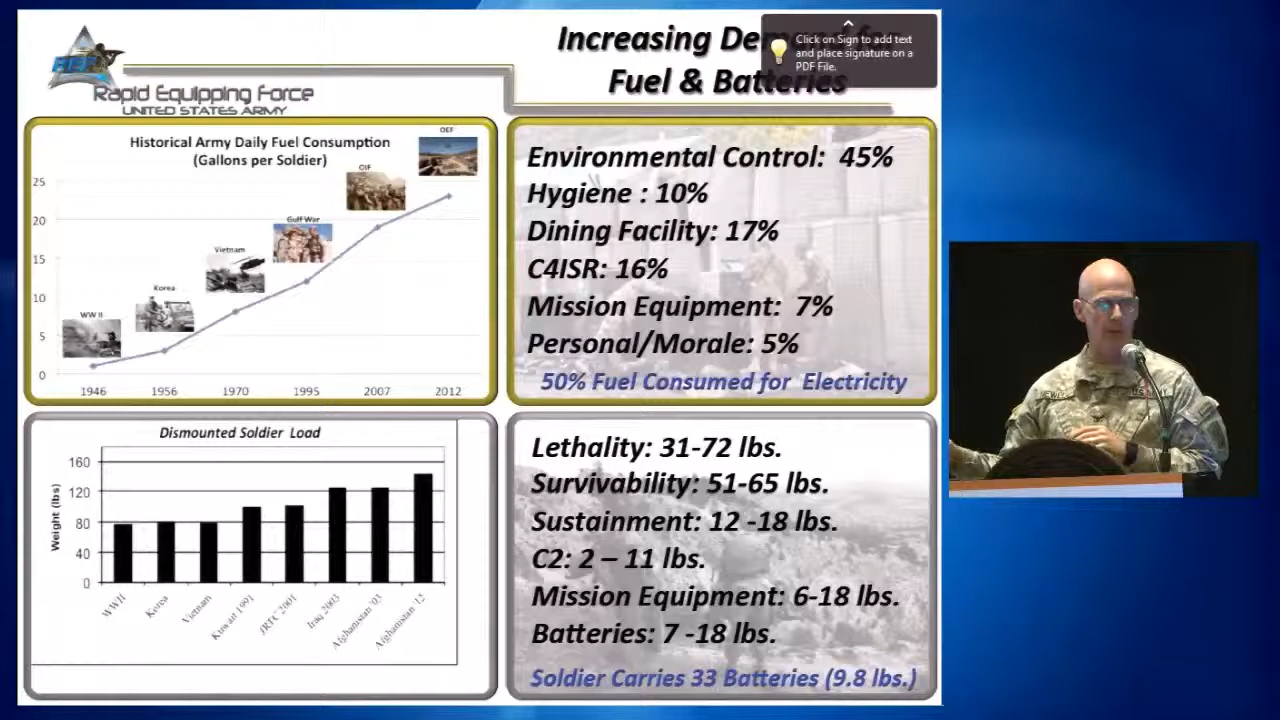 Increasing De
Fuel & Batteries
Click on Sign to add text
and place signature on a
PDF File.
REF
Rapid Equipping Force
UNITED STATES ARMY
Historical Army Daily Fuel Consumption
(Gallons per Soldier)
OEF
OIF
Gulf War
Vietnam
Korea
WW II
25
20
15
10
5
0
1946 1956 1970 1995 2007 2012
Environmental Control: 45%
Hygiene : 10%
Dining Facility: 17%
C4ISR: 16%
Mission Equipment: 7%
Personal/Morale: 5%
50% Fuel Consumed for Electricity
Dismounted Soldier Load
Weight (lbs)
160
120
80
40
0
WWII
Korea
Vietnam
Kuwait 1991
JRTC 2001
Iraq 2003
Afghanistan '03
Afghanistan '12
Lethality: 31-72 lbs.
Survivability: 51-65 lbs.
Sustainment: 12 -18 lbs.
C2: 2 – 11 lbs.
Mission Equipment: 6-18 lbs.
Batteries: 7 -18 lbs.
Soldier Carries 33 Batteries (9.8 lbs.)